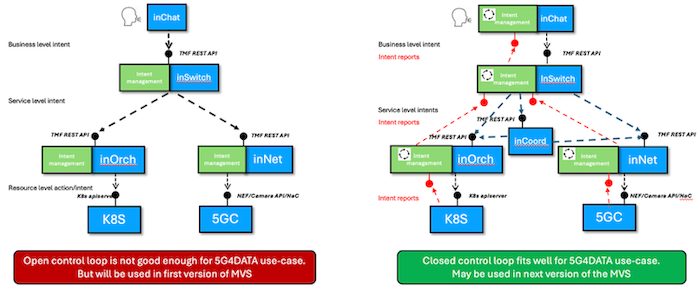 inChat
Business level intent
TMF REST API
Intent
management
inSwitch
Service level intent
TMF REST API
TMF REST API
Intent
management
inOrch
Intent
management
inNet
Resource level action/intent
K8s apiserver
NEF/Camara API/NaC
K8S
5GC
Open control loop is not good enough for 5G4DATA use-case.
But will be used in first version of MVS
Intent
management
inChat
Business level intent
Intent reports
TMF REST API
Intent
management
InSwitch
Service level intents
Intent reports
TMF REST API
TMF REST API
TMF REST API
inCoord
Intent
management
inOrch
Intent
management
inNet
Intent reports
K8s apiserver
NEF/Camara API/NaC
K8S
5GC
Closed control loop fits well for 5G4DATA use-case.
May be used in next version of the MVS